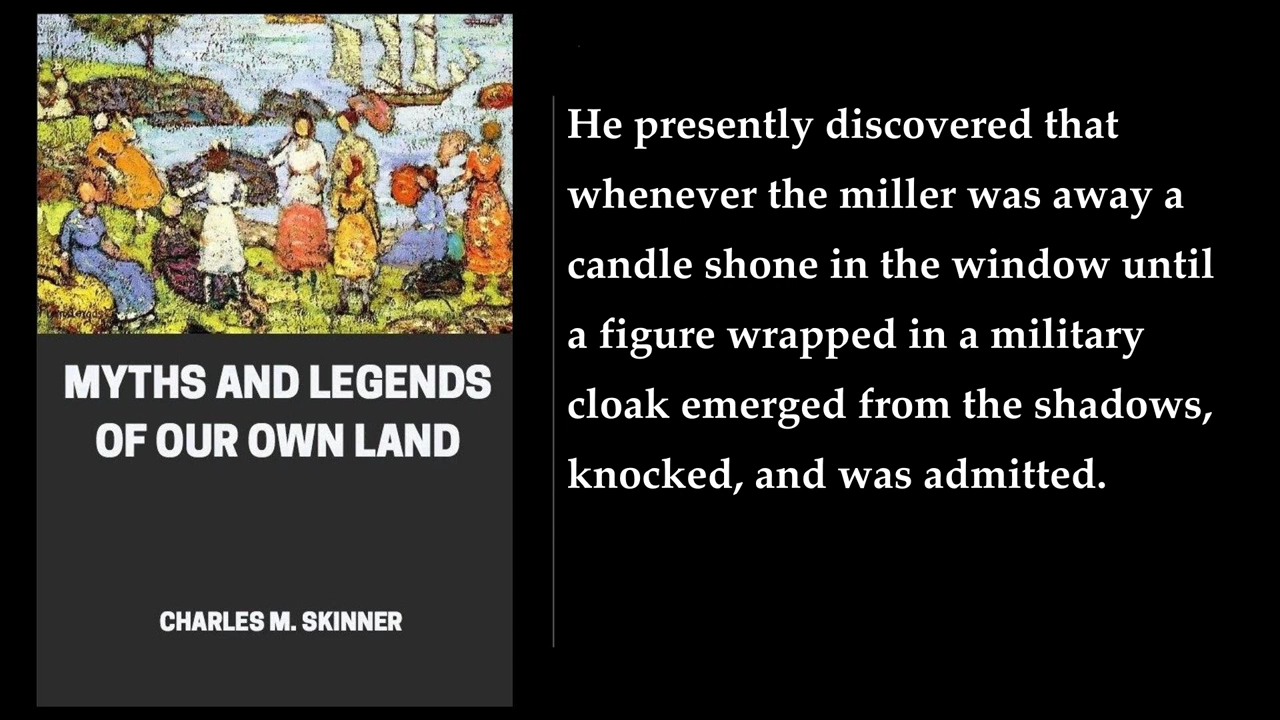 MYTHS AND LEGENDS
OF OUR OWN LAND
CHARLES M. SKINNER
He presently discovered that
whenever the miller was away a
candle shone in the window until
a figure wrapped in a military
cloak emerged from the shadows,
knocked, and was admitted.